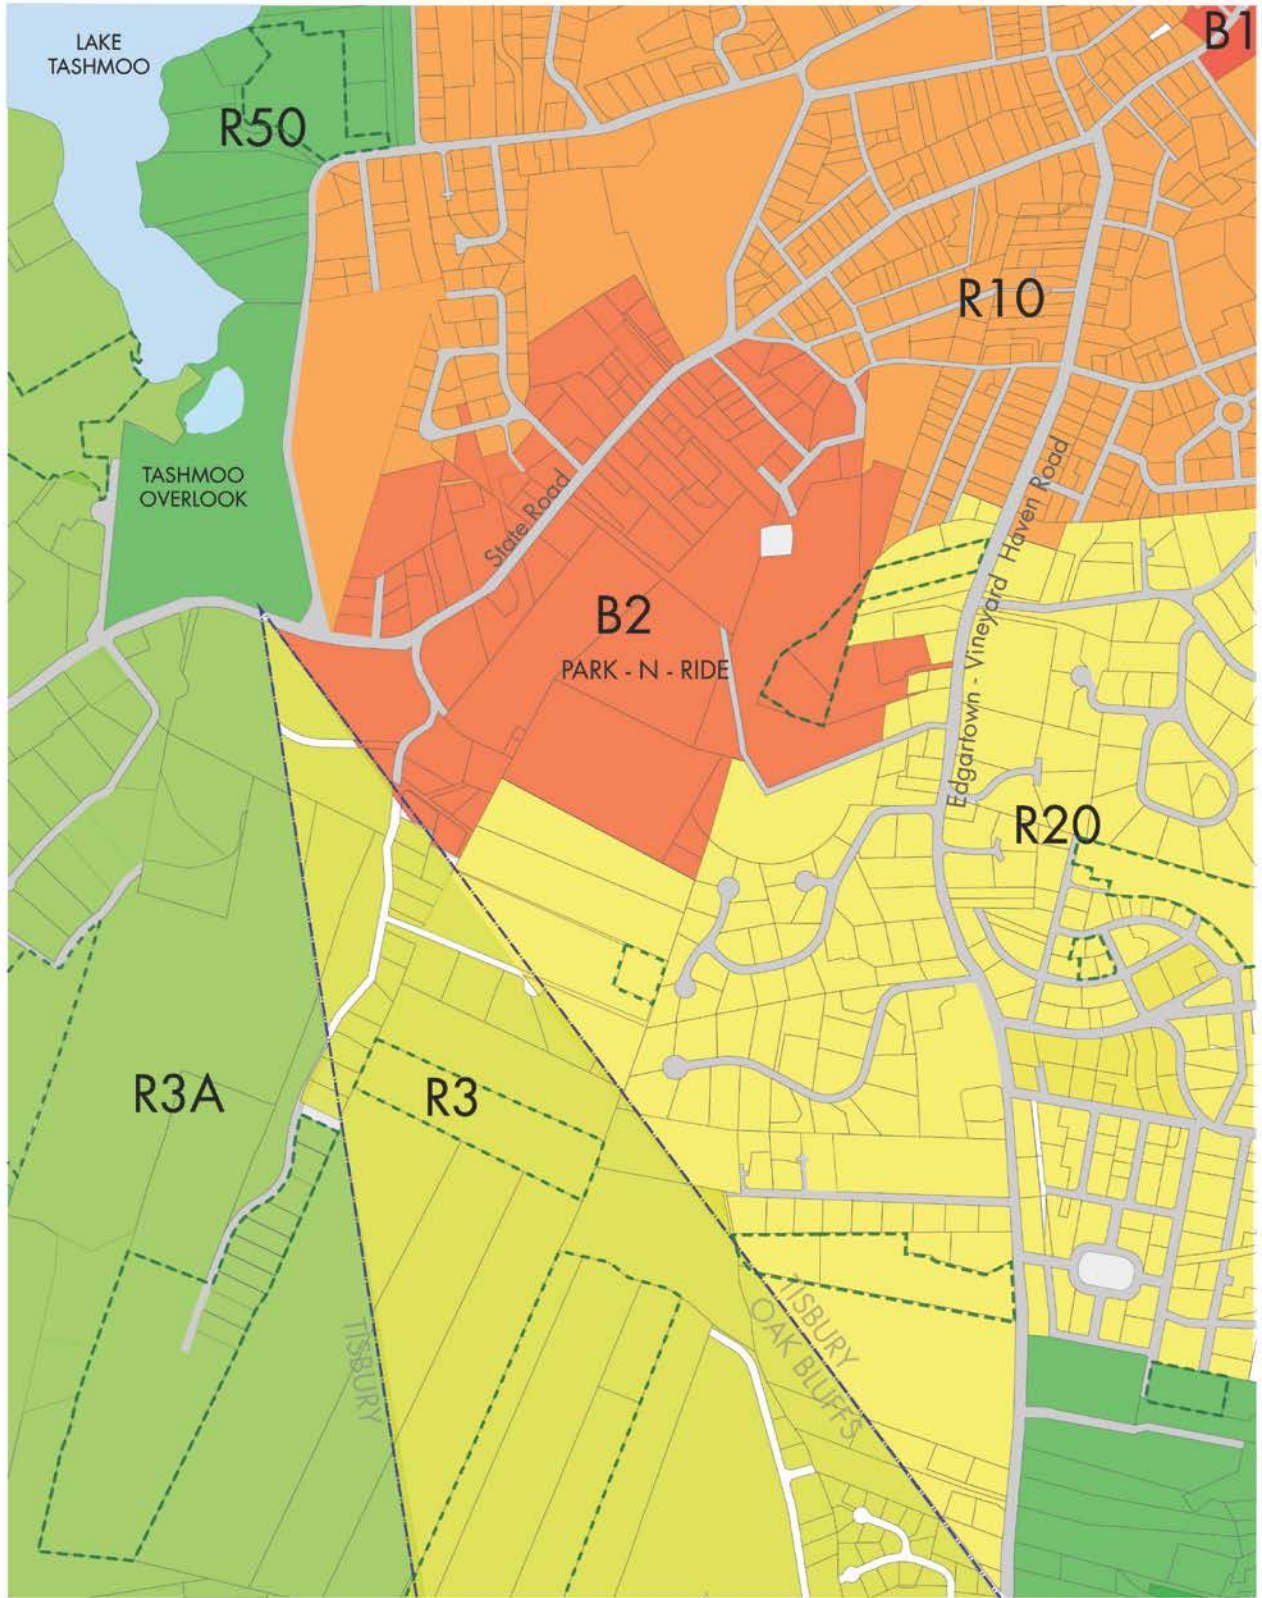 LAKE
TASHMOO
B1
R50
R10
TASHMOO
OVERLOOK
State Road
Edgartown - Vineyard Haven Road
B2
PARK - N - RIDE
R20
R3A
R3
TISBURY
TISBURY
OAK BLUFFS